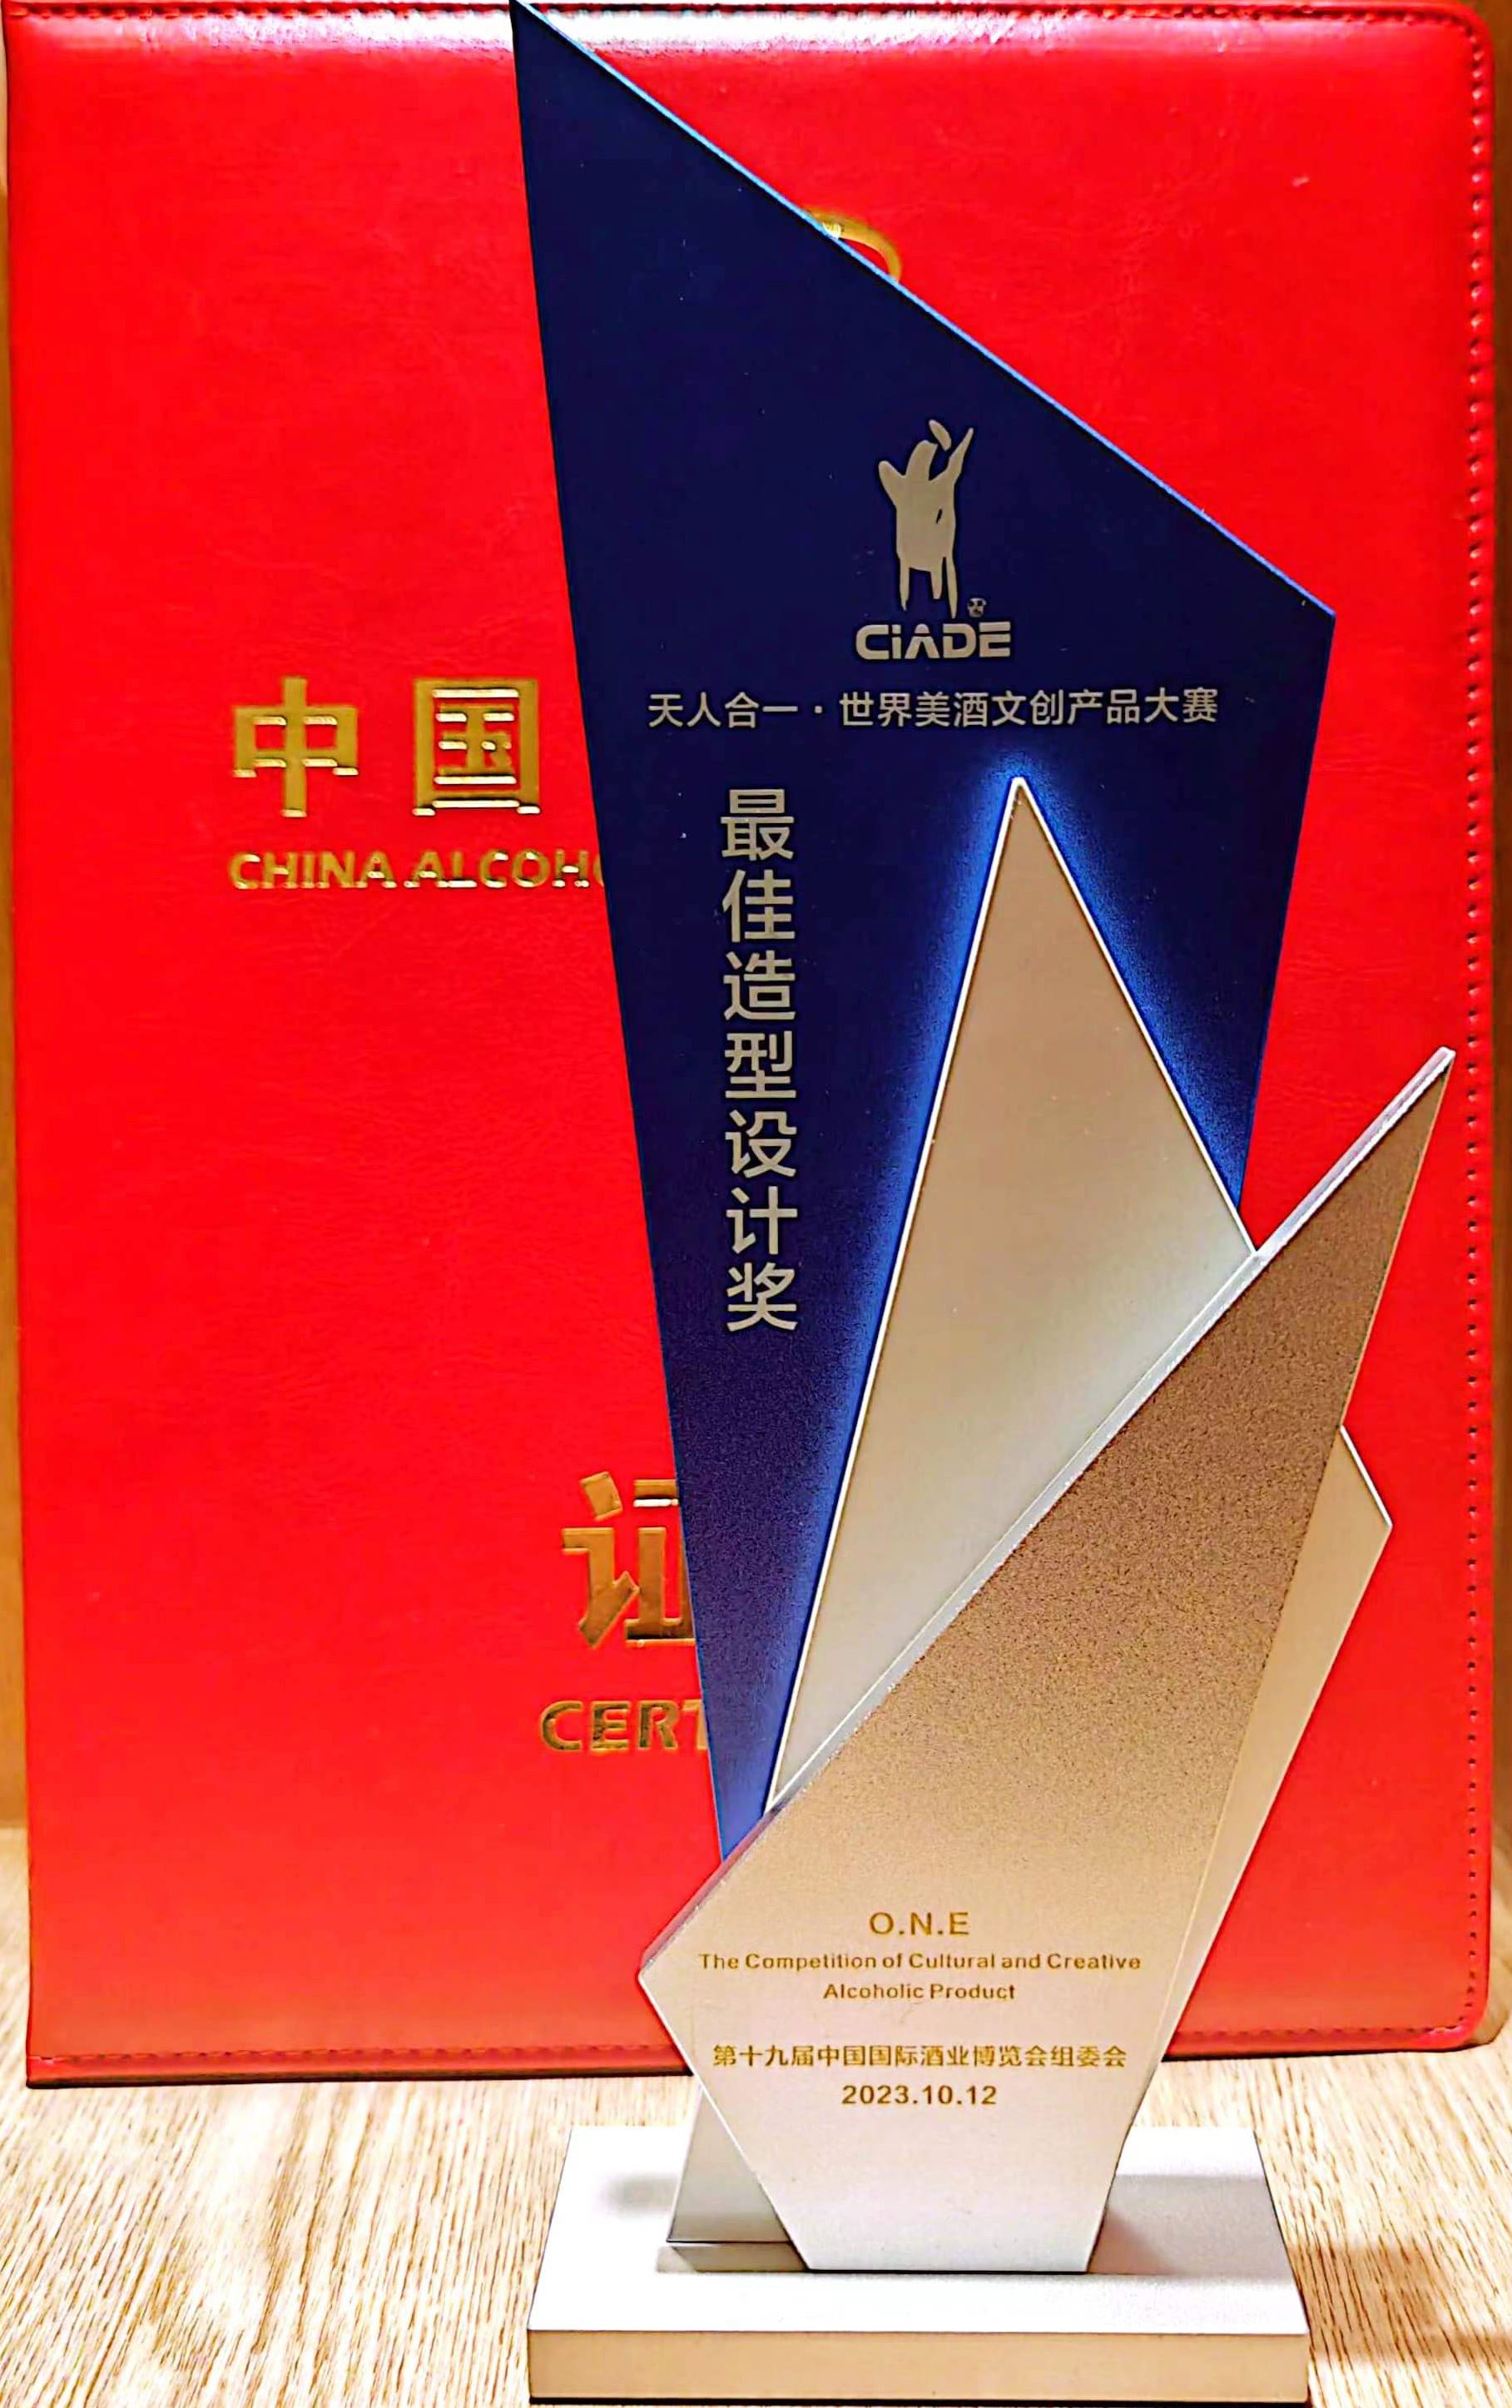 CiADE
天人合一·世界美酒文创产品大赛
最佳造型设计奖
中国
CHINA ALCOHO
证
CERT
O.N.E
The Competition of Cultural and Creative
Alcoholic Product
第十九届中国国际酒业博览会组委会
2023.10.12